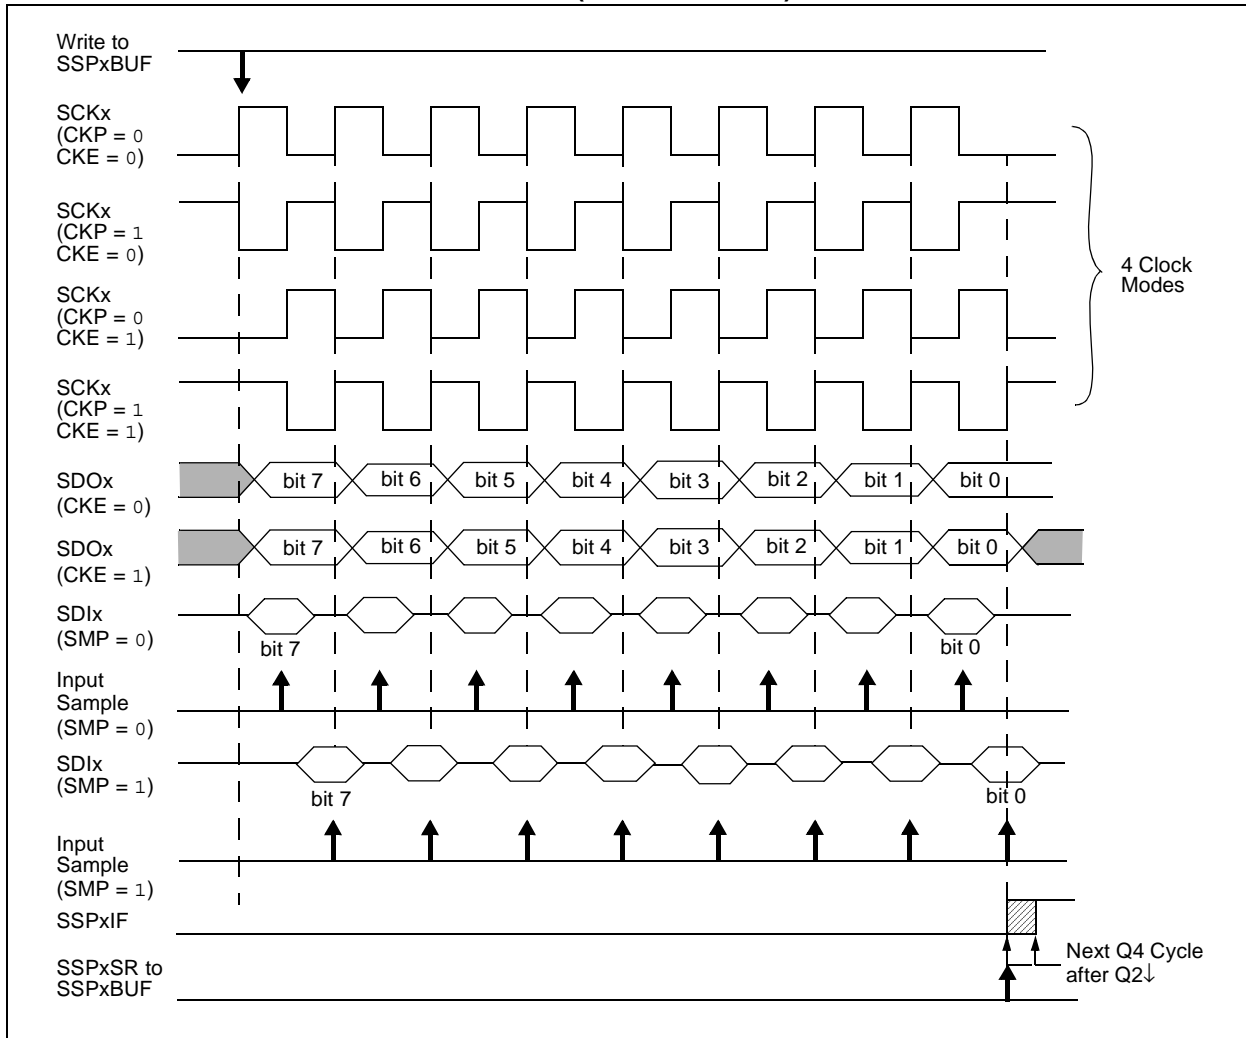 Write to
SSPxBUF
SCKx
(CKP = 0
CKE = 0)
SCKx
(CKP = 1
CKE = 0)
4 Clock
Modes
SCKx
(CKP = 0
CKE = 1)
SCKx
(CKP = 1
CKE = 1)
SDOx
(CKE = 0)
bit 7 bit 6 bit 5 bit 4 bit 3 bit 2 bit 1 bit 0
SDOx
(CKE = 1)
bit 7 bit 6 bit 5 bit 4 bit 3 bit 2 bit 1 bit 0
SDIx
(SMP = 0)
bit 7 bit 0
Input
Sample
(SMP = 0)
SDIx
(SMP = 1)
bit 7 bit 0
Input
Sample
(SMP = 1)
SSPxIF
Next Q4 Cycle
after Q2↓
SSPxSR to
SSPxBUF